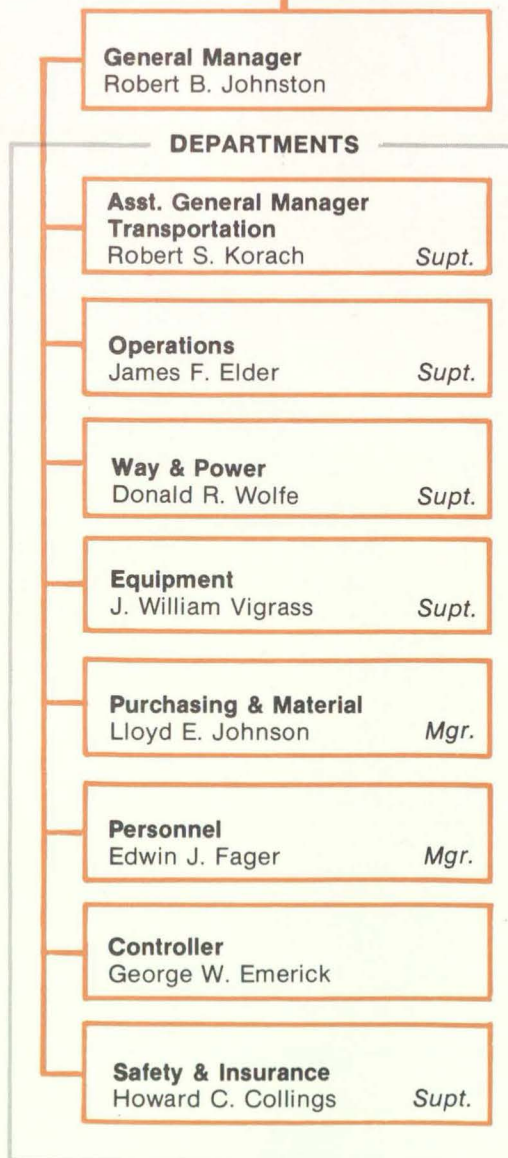 General Manager
Robert B. Johnston
DEPARTMENTS
Asst. General Manager
Transportation
Robert S. Korach Supt.
Operations
James F. Elder Supt.
Way & Power
Donald R. Wolfe Supt.
Equipment
J. William Vigrass Supt.
Purchasing & Material
Lloyd E. Johnson Mgr.
Personnel
Edwin J. Fager Mgr.
Controller
George W. Emerick
Safety & Insurance
Howard C. Collings Supt.